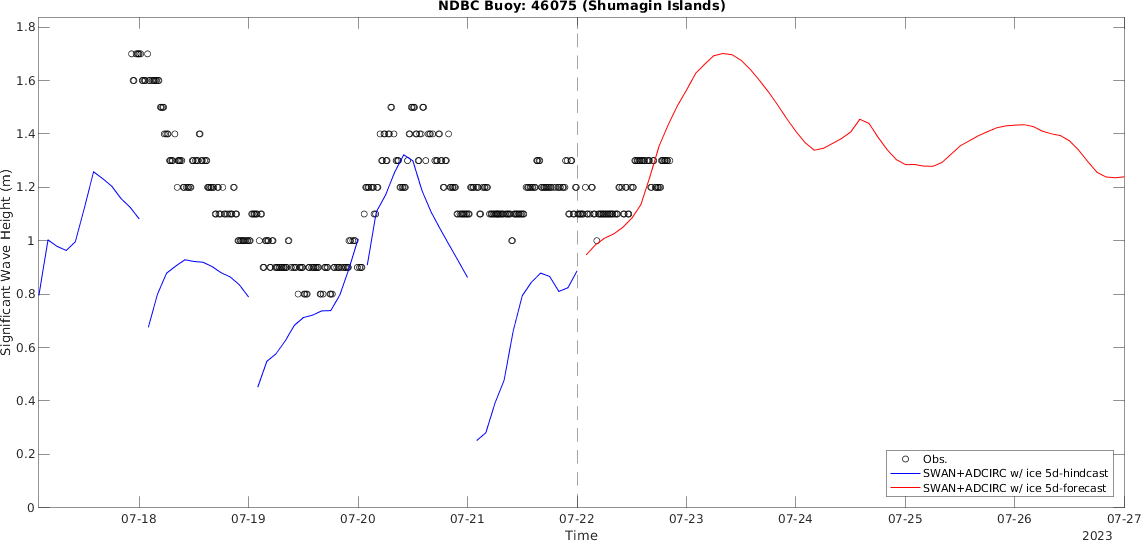 NDBC Buoy: 46075 (Shumagin Islands)
1.8
1.6
1.4
1.2
1
0.8
0.6
0.4
0.2
0
Significant Wave Height (m)
Obs.
SWAN+ADCIRC w/ ice 5d-hindcast
SWAN+ADCIRC w/ ice 5d-forecast
07-18 07-19 07-20 07-21 07-22 07-23 07-24 07-25 07-26 07-27
Time
2023